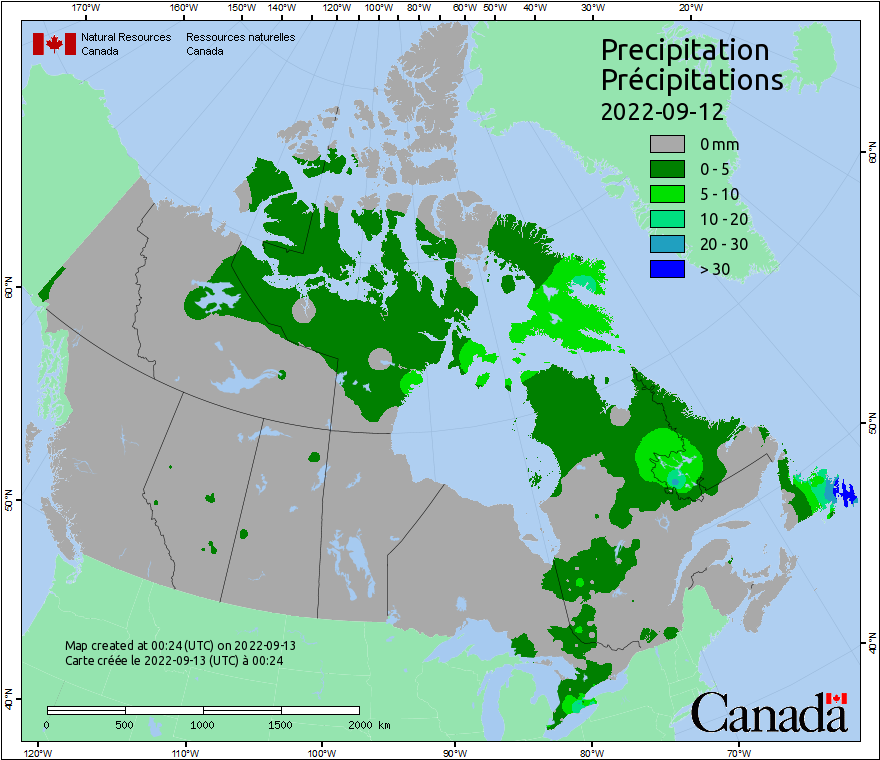 170°W 160°W 150°W 140°W 130°W 120°W 110°W 100°W 90°W 80°W 70°W 60°W 50°W 40°W 30°W 20°W
Natural Resources Ressources naturelles
Canada Canada
Precipitation
Précipitations
2022-09-12
0 mm
0 - 5
5 - 10
10 - 20
20 - 30
> 30
60°N
60°N
50°N
50°N
40°N
40°N
Map created at 00:24 (UTC) on 2022-09-13
Carte créée le 2022-09-13 (UTC) à 00:24
0 500 1000 1500 2000 km
Canada
120°W 110°W 100°W 90°W 80°W 70°W